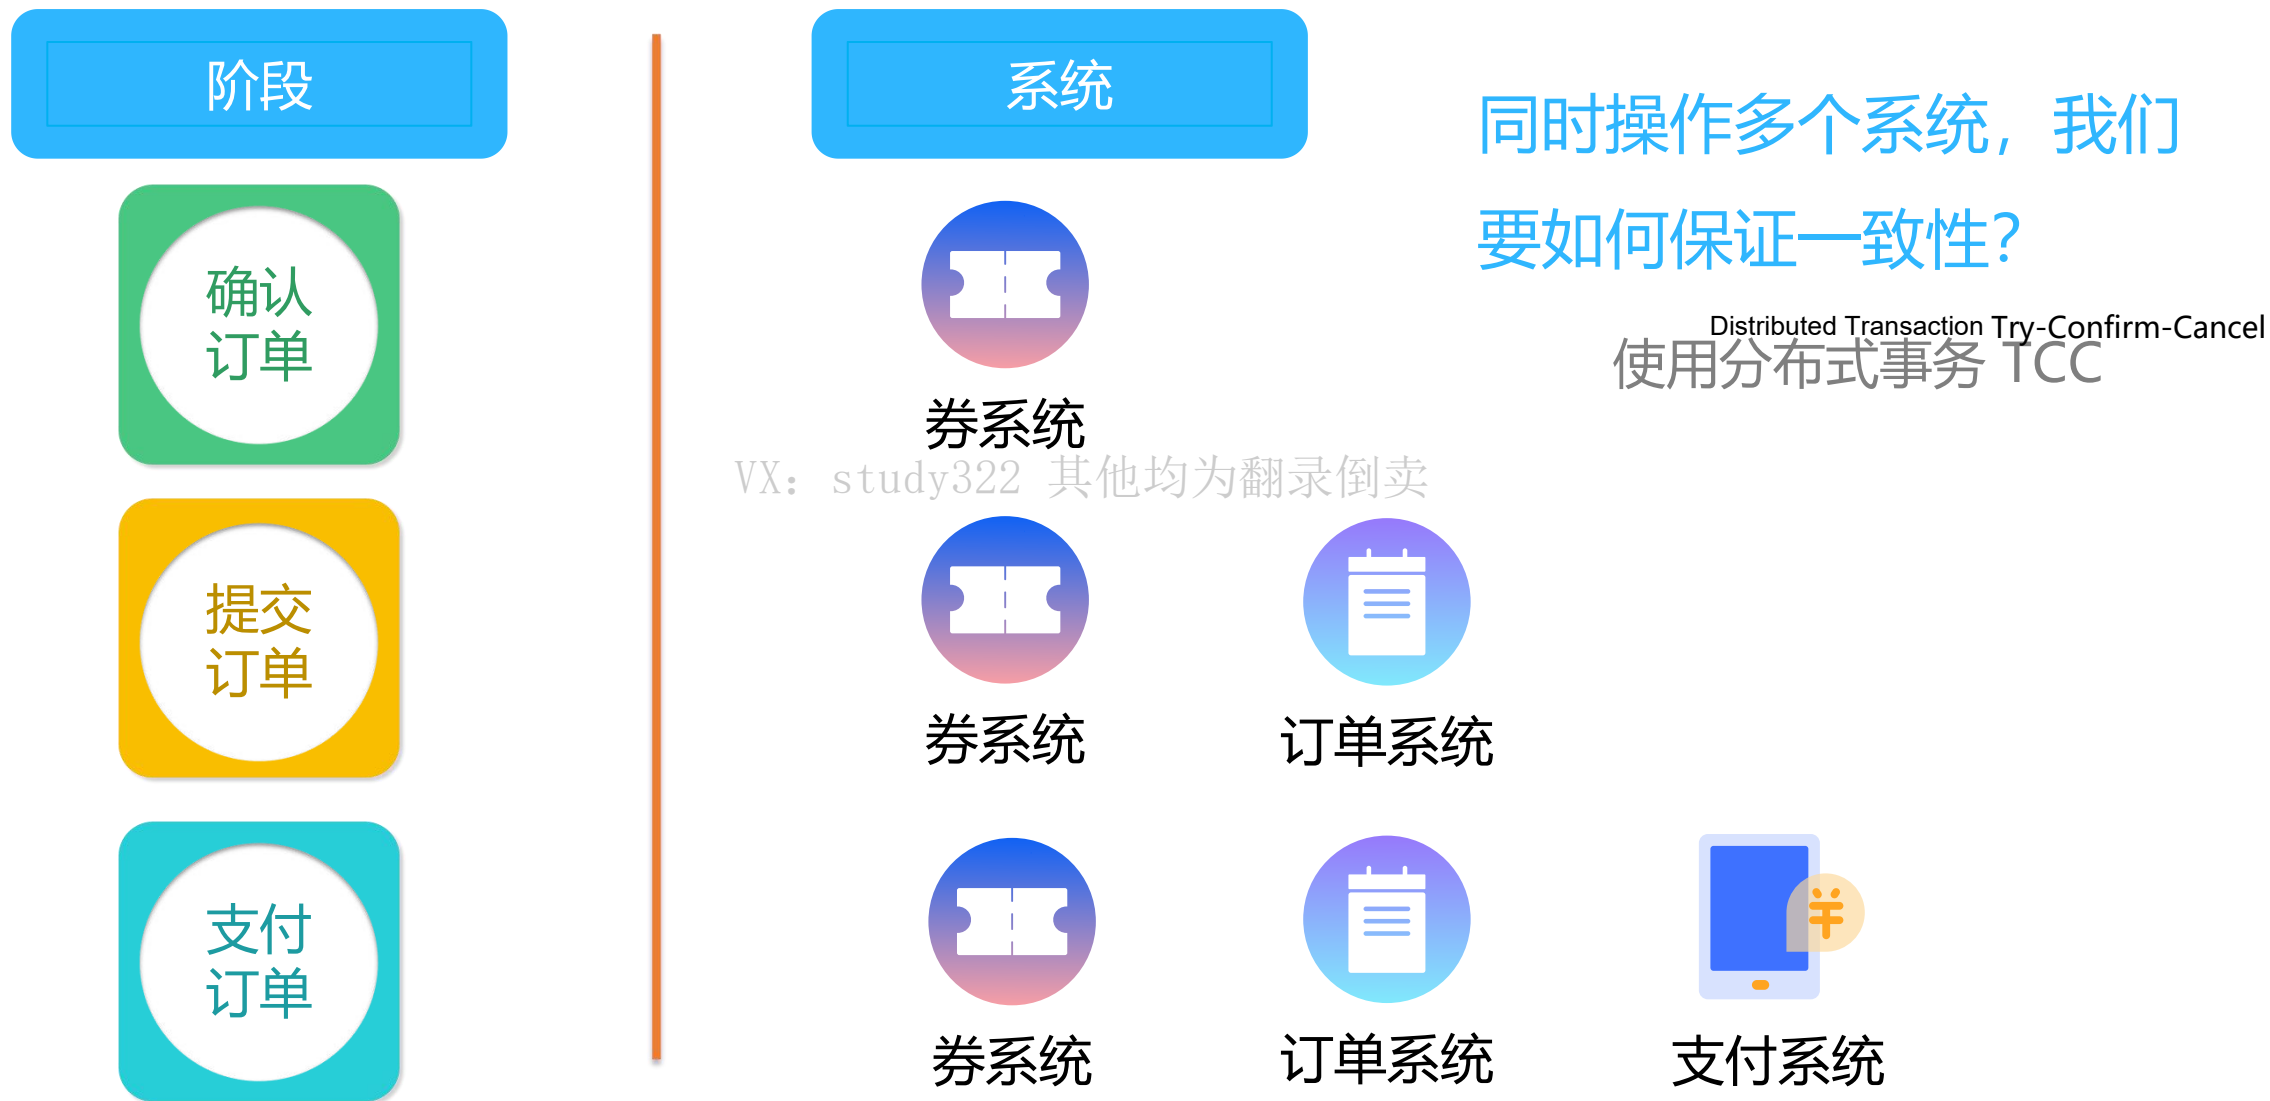 阶段
系统
同时操作多个系统，我们
要如何保证一致性？
Distributed Transaction Try-Confirm-Cancel
使用分布式事务 TCC
确认
订单
券系统
VX：study322 其他均为翻录倒卖
提交
订单
券系统
订单系统
支付
订单
券系统
订单系统
支付系统